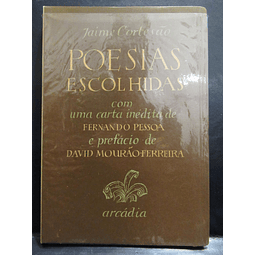 Jaime Cortesão
POESIAS
ESCOLHIDAS
com
uma carta inédita de
FERNANDO PESSOA
e prefácio de
DAVID MOURÃO-FERREIRA
arcádia